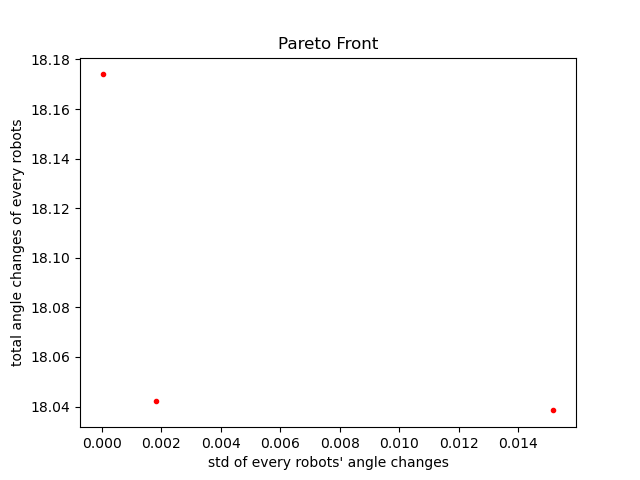 Pareto Front
18.18
18.16
18.14
18.12
18.10
18.08
18.06
18.04
total angle changes of every robots
0.000 0.002 0.004 0.006 0.008 0.010 0.012 0.014
std of every robots' angle changes